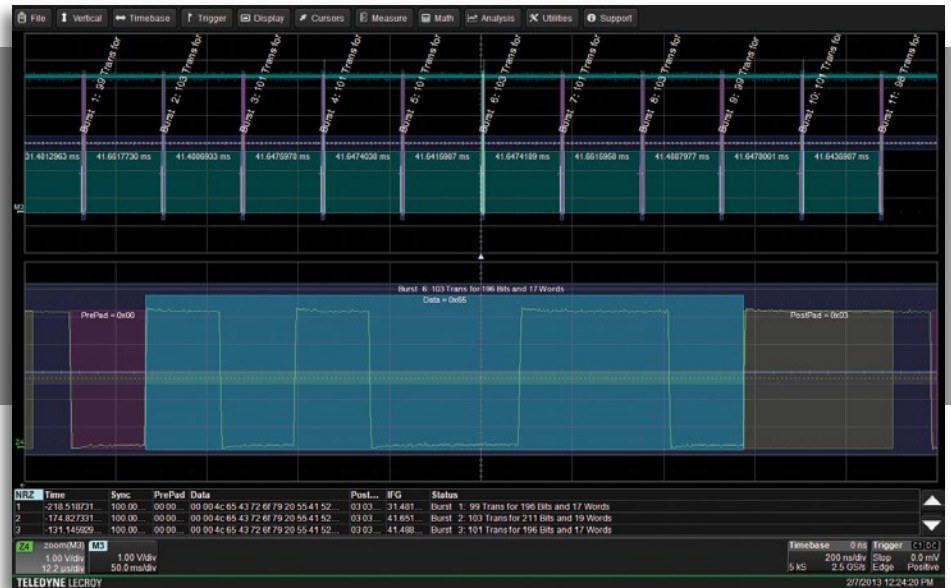 File Vertical Timebase Trigger Display Cursors Measure Math Analysis Utilities Support
Burst 1: 99 Trans for
Burst 2: 103 Trans for
Burst 3: 101 Trans for
Burst 4: 101 Trans for
Burst 5: 101 Trans for
Burst 6: 103 Trans for
Burst 7: 101 Trans for
Burst 8: 103 Trans for
Burst 9: 99 Trans for
Burst 10: 101 Trans for
Burst 11: 98 Trans for
31.4812963 ms 41.6517730 ms 41.4886933 ms 41.6475978 ms 41.6474038 ms 41.6415987 ms 41.6474189 ms 41.6515958 ms 41.4887977 ms 41.6478001 ms 41.6436987 ms
M3
Burst 6: 103 Trans for 196 Bits and 17 Words
Data = 0x65
PrePad = 0x00
PostPad = 0x03
Z4
NRZ Time Sync PrePad Data Post... IFG Status
1 -218.518731... 100.00... 00 00... 00 00 4c 65 43 72 6f 79 20 55 41 52... 03 03... 31.481... Burst 1: 99 Trans for 196 Bits and 17 Words
2 -174.827331... 100.00... 00 00... 00 00 4c 65 43 72 6f 79 20 55 41 52... 03 03... 41.651... Burst 2: 103 Trans for 211 Bits and 19 Words
3 -131.145929... 100.00... 00 00... 00 00 4c 65 43 72 6f 79 20 55 41 52... 03 03... 41.488... Burst 3: 101 Trans for 196 Bits and 17 Words
Z4 zoom(M3) M3
1.00 V/div 1.00 V/div
12.2 µs/div 50.0 ms/div
Timebase 0 ns Trigger C1 DC
200 ns/div Stop 0.0 mV
5 kS 2.5 GS/s Edge Positive
TELEDYNE LECROY
2/7/2013 12:24:20 PM